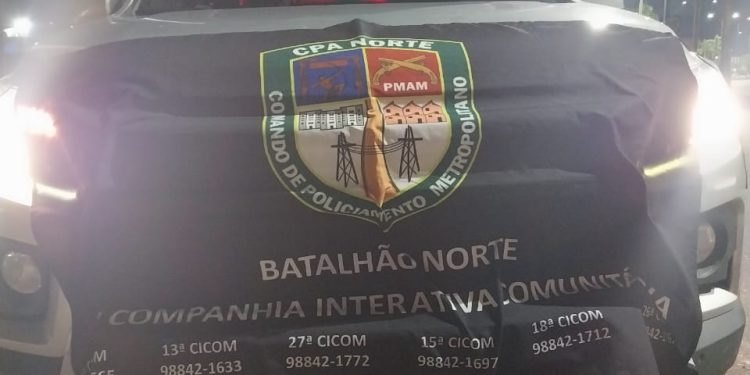 CPA NORTE
PMAM
COMANDO DE POLICIAMENTO METROPOLITANO
BATALHÃO NORTE
COMPANHIA INTERATIVA COMUNITÁ
13ª CICOM
27ª CICOM
15ª CICOM
18ª CICOM
98842-1633
98842-1772
98842-1697
98842-1712